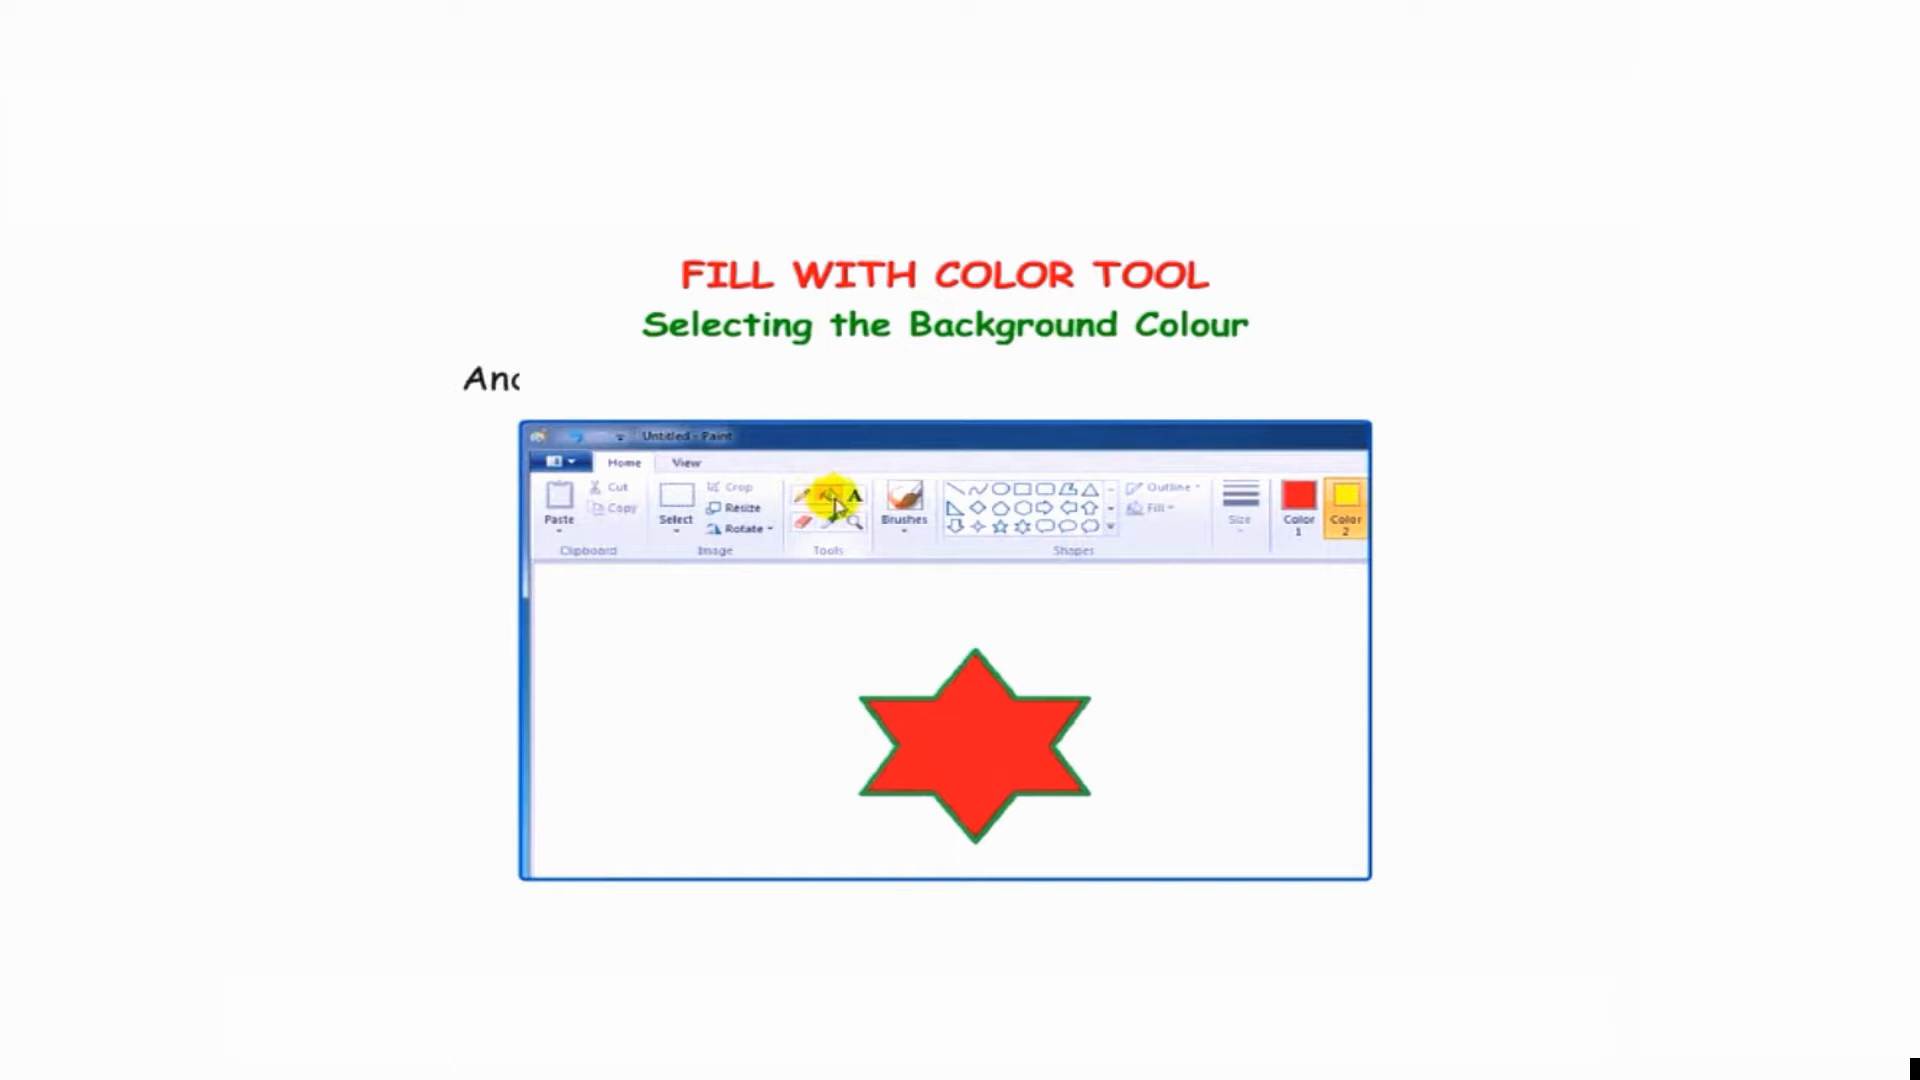 FILL WITH COLOR TOOL
Selecting the Background Colour
An
Untitled - Paint
Home View
Paste Cut Copy Clipboard
Select Crop Resize Rotate Image
A Tools
Brushes
Shapes
Outline Fill
Size
Color 1
Color 2